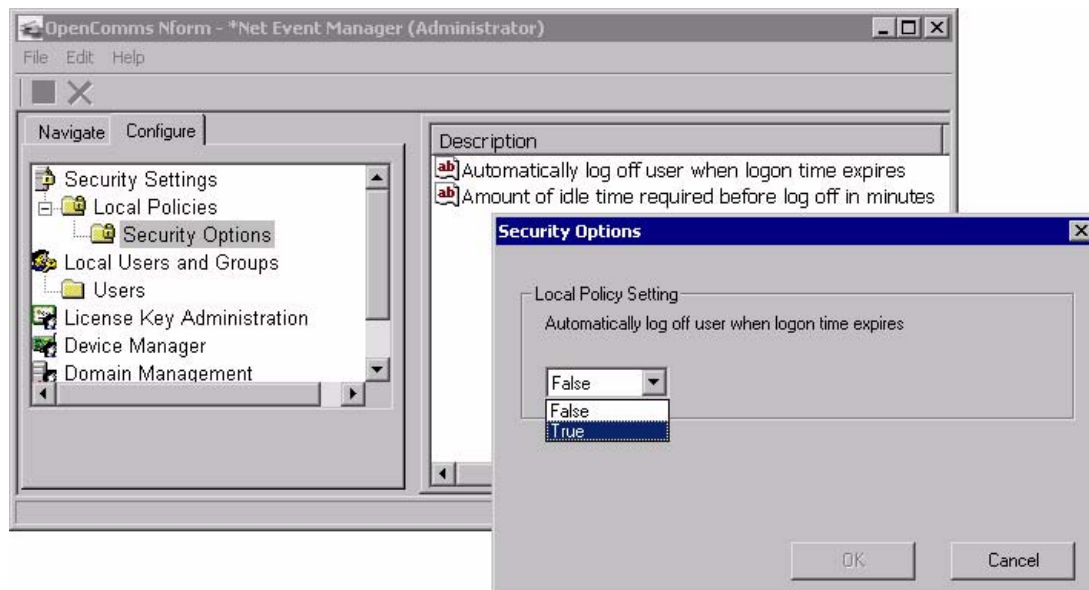 OpenComms Nform - *Net Event Manager (Administrator)
File Edit Help
Navigate Configure
Security Settings
Local Policies
Security Options
Local Users and Groups
Users
License Key Administration
Device Manager
Domain Management
Description
Automatically log off user when logon time expires
Amount of idle time required before log off in minutes
Security Options
Local Policy Setting
Automatically log off user when logon time expires
False
False
True
OK Cancel